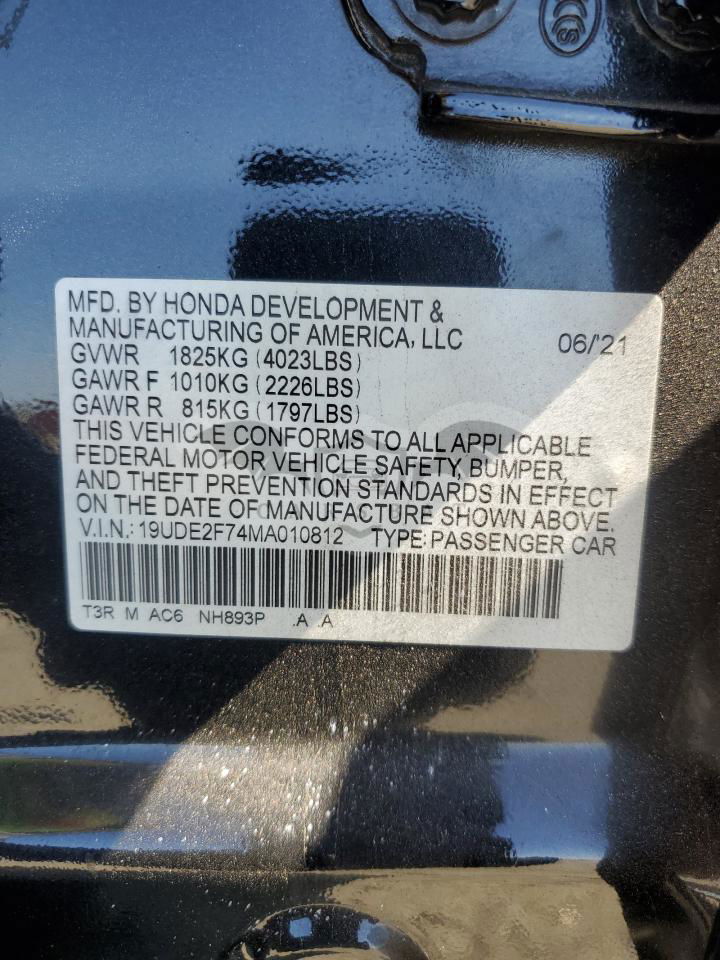 MFD. BY HONDA DEVELOPMENT &
MANUFACTURING OF AMERICA, LLC 06/'21
GVWR 1825KG (4023LBS)
GAWR F 1010KG (2226LBS)
GAWR R 815KG (1797LBS)
THIS VEHICLE CONFORMS TO ALL APPLICABLE
FEDERAL MOTOR VEHICLE SAFETY, BUMPER,
AND THEFT PREVENTION STANDARDS IN EFFECT
ON THE DATE OF MANUFACTURE SHOWN ABOVE.
V.I.N.: 19UDE2F74MA010812 TYPE: PASSENGER CAR
T3R M AC6 NH893P .A .A